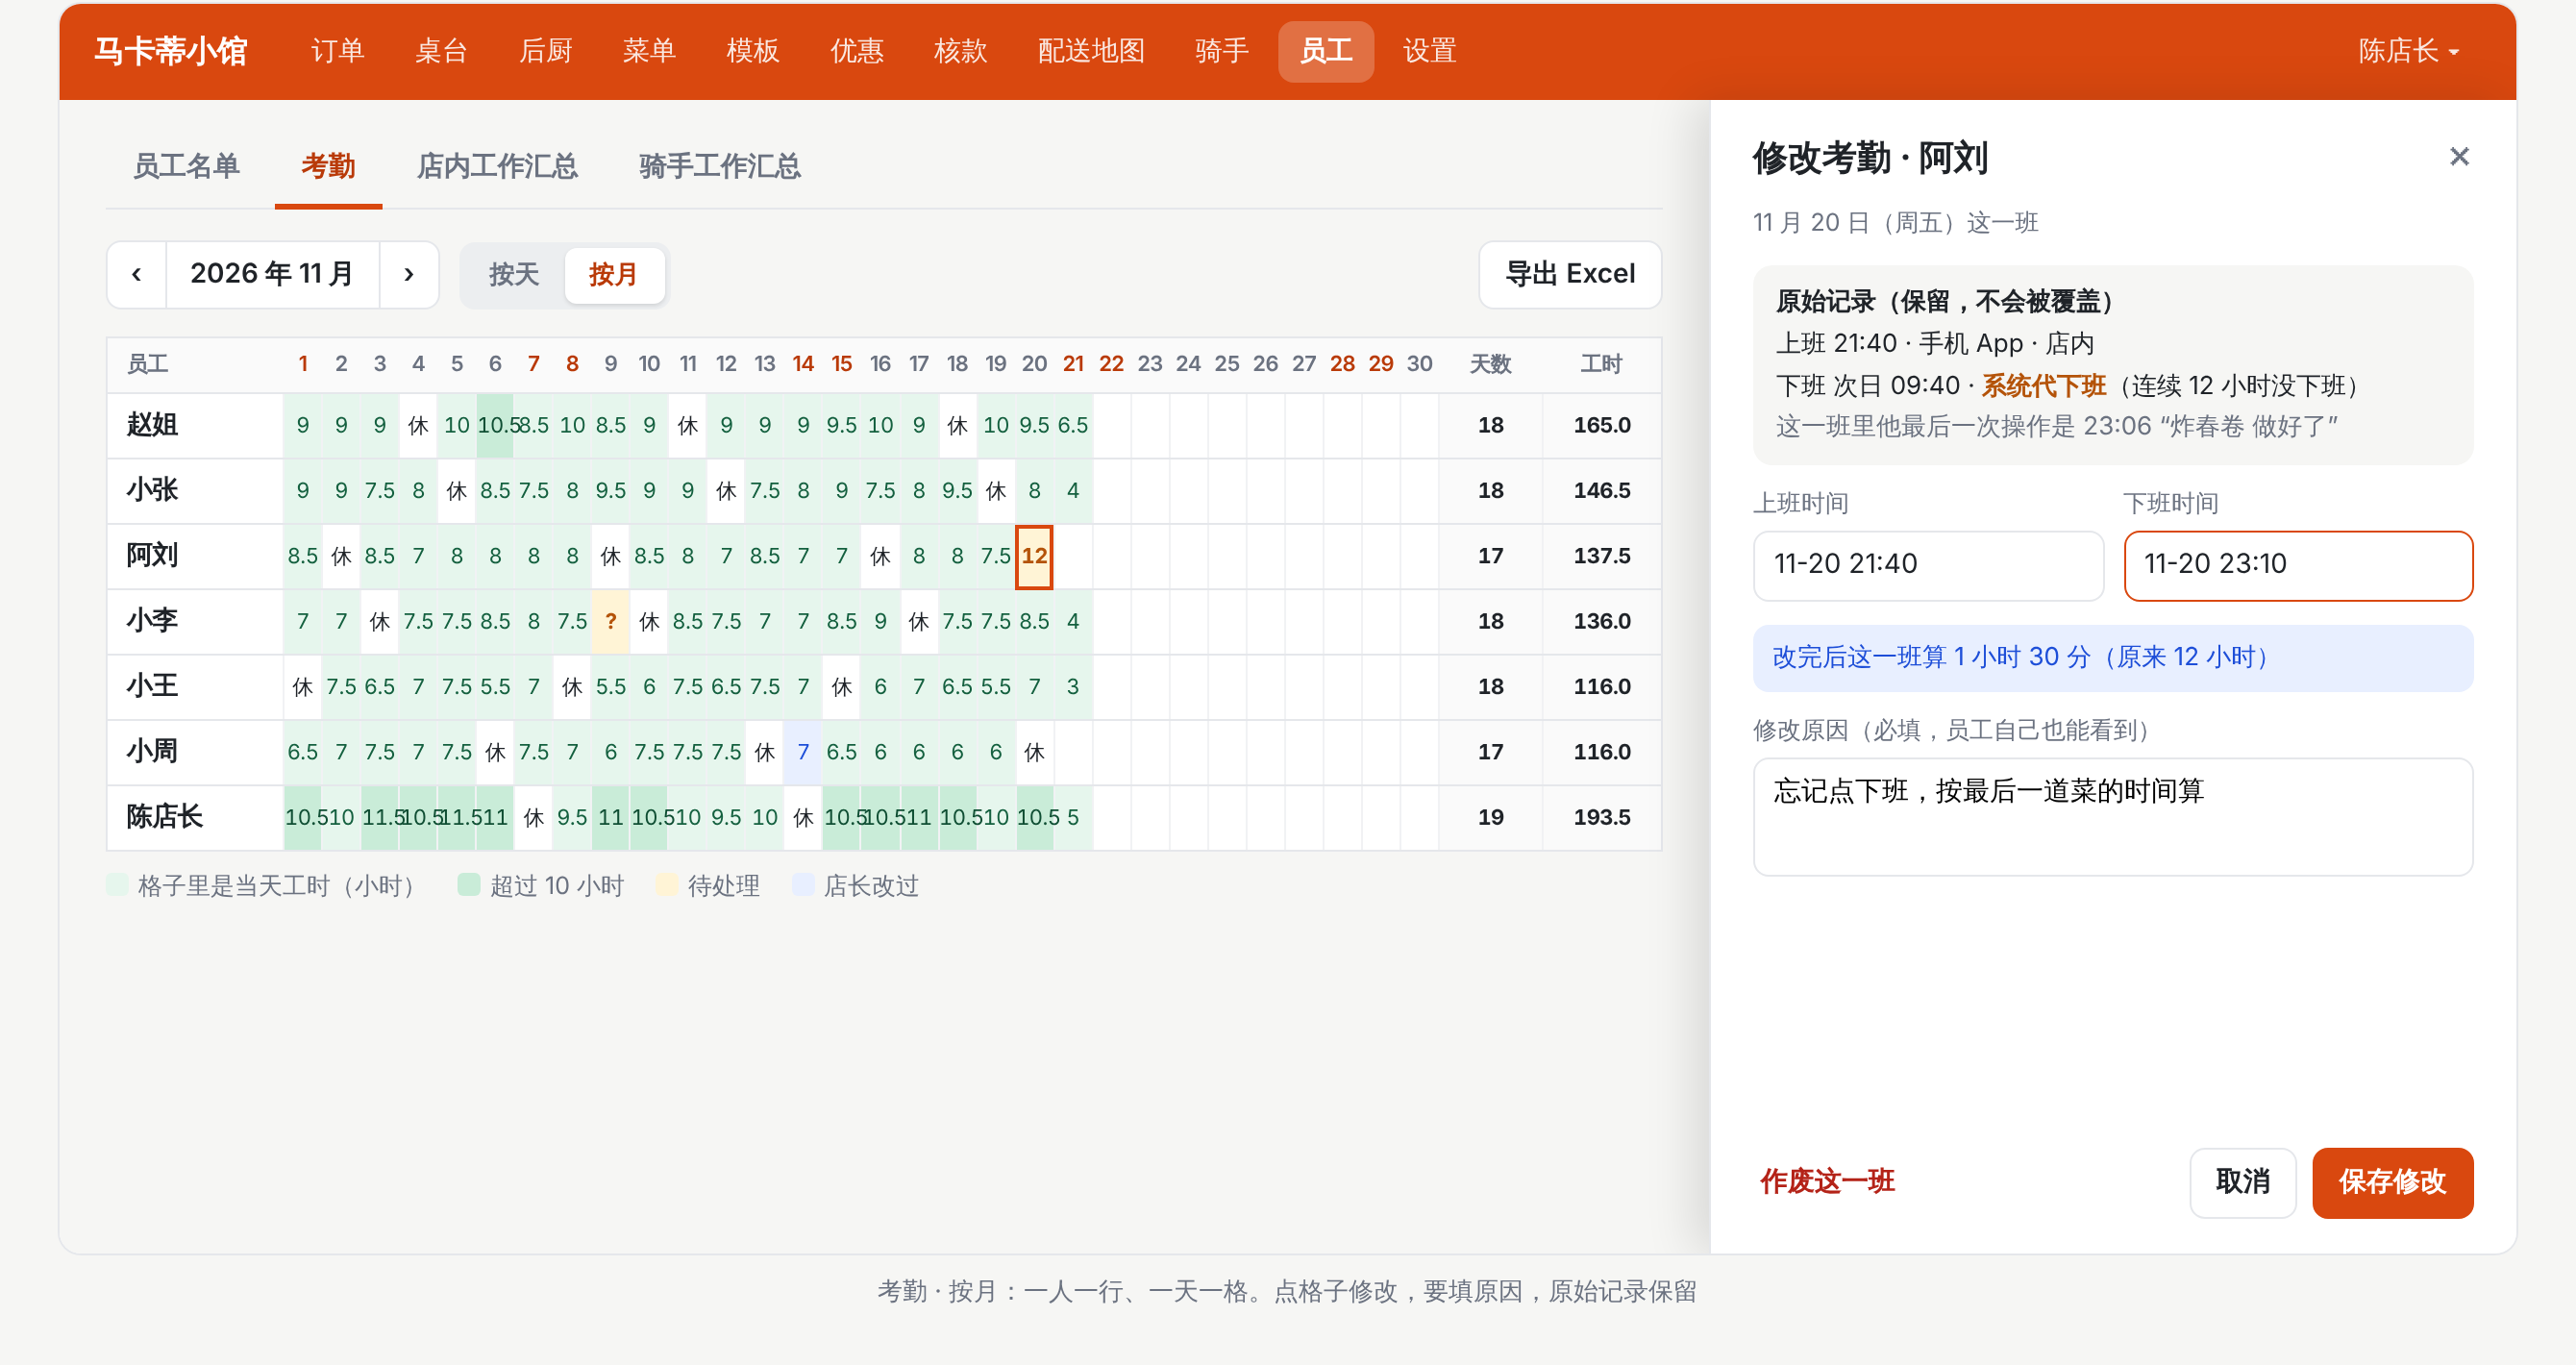 马卡蒂小馆 订单 桌台 后厨 菜单 模板 优惠 核款 配送地图 骑手 员工 设置 陈店长
员工名单 考勤 店内工作汇总 骑手工作汇总
‹ 2026 年 11 月 › 按天 按月 导出 Excel
员工 1 2 3 4 5 6 7 8 9 10 11 12 13 14 15 16 17 18 19 20 21 22 23 24 25 26 27 28 29 30 天数 工时
赵姐 9 9 9 休 10 10.5 8.5 10 8.5 9 休 9 9 9 9.5 10 9 休 10 9.5 6.5 18 165.0
小张 9 9 7.5 8 休 8.5 7.5 8 9.5 9 9 休 7.5 8 9 7.5 8 9.5 休 8 4 18 146.5
阿刘 8.5 休 8.5 7 8 8 8 8 休 8.5 8 7 8.5 7 7 休 8 8 7.5 12 17 137.5
小李 7 7 休 7.5 7.5 8.5 8 7.5 ? 休 8.5 7.5 7 7 8.5 9 休 7.5 7.5 8.5 4 18 136.0
小王 休 7.5 6.5 7 7.5 5.5 7 休 5.5 6 7.5 6.5 7.5 7 休 6 7 6.5 5.5 7 3 18 116.0
小周 6.5 7 7.5 7 7.5 休 7.5 7 6 7.5 7.5 7.5 休 7 6.5 6 6 6 6 休 17 116.0
陈店长 10.5 10 11.5 10.5 11.5 11 休 9.5 11 10.5 10 9.5 10 休 10.5 10.5 11 10.5 10 10.5 5 19 193.5
格子里是当天工时（小时） 超过 10 小时 待处理 店长改过
修改考勤 · 阿刘 ×
11 月 20 日（周五）这一班
原始记录（保留，不会被覆盖）
上班 21:40 · 手机 App · 店内
下班 次日 09:40 · 系统代下班（连续 12 小时没下班）
这一班里他最后一次操作是 23:06 “炸春卷 做好了”
上班时间 下班时间
11-20 21:40 11-20 23:10
改完后这一班算 1 小时 30 分（原来 12 小时）
修改原因（必填，员工自己也能看到）
忘记点下班，按最后一道菜的时间算
作废这一班 取消 保存修改
考勤 · 按月：一人一行、一天一格。点格子修改，要填原因，原始记录保留